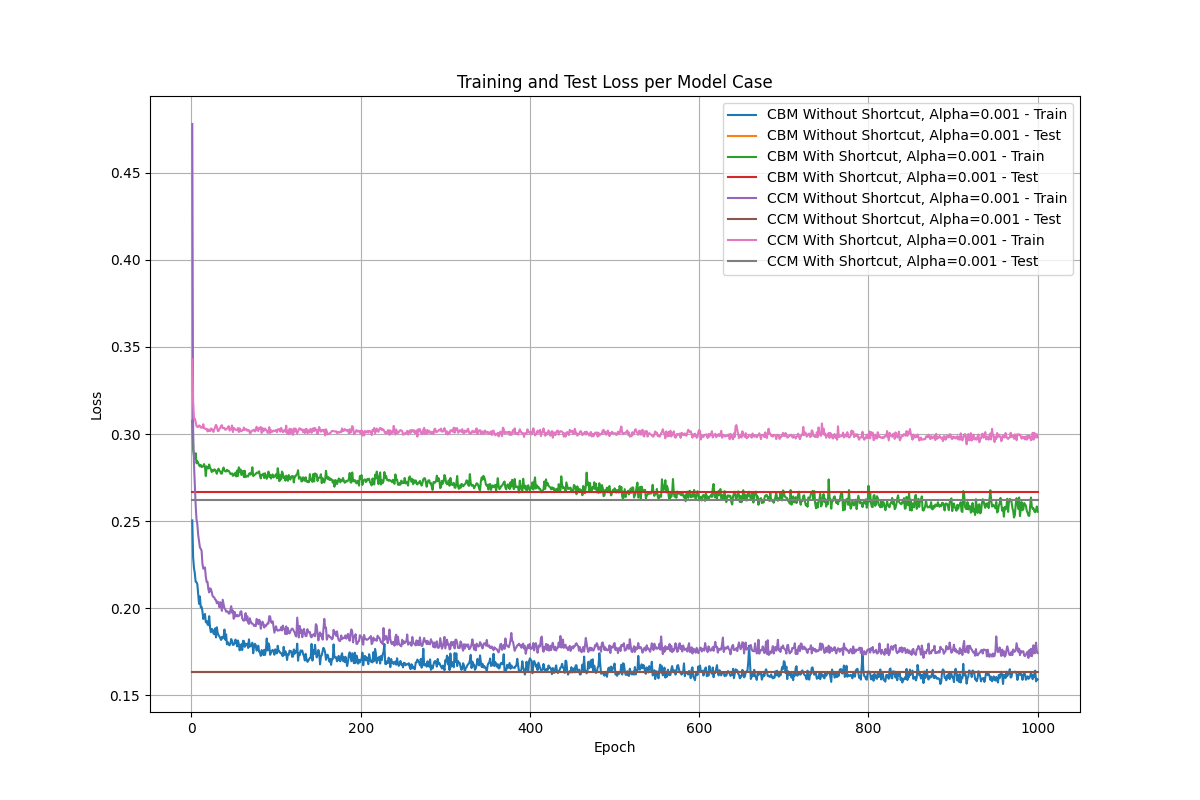 Training and Test Loss per Model Case
CBM Without Shortcut, Alpha=0.001 - Train
CBM Without Shortcut, Alpha=0.001 - Test
CBM With Shortcut, Alpha=0.001 - Train
CBM With Shortcut, Alpha=0.001 - Test
CCM Without Shortcut, Alpha=0.001 - Train
CCM Without Shortcut, Alpha=0.001 - Test
CCM With Shortcut, Alpha=0.001 - Train
CCM With Shortcut, Alpha=0.001 - Test
Loss
0.45
0.40
0.35
0.30
0.25
0.20
0.15
0 200 400 600 800 1000
Epoch